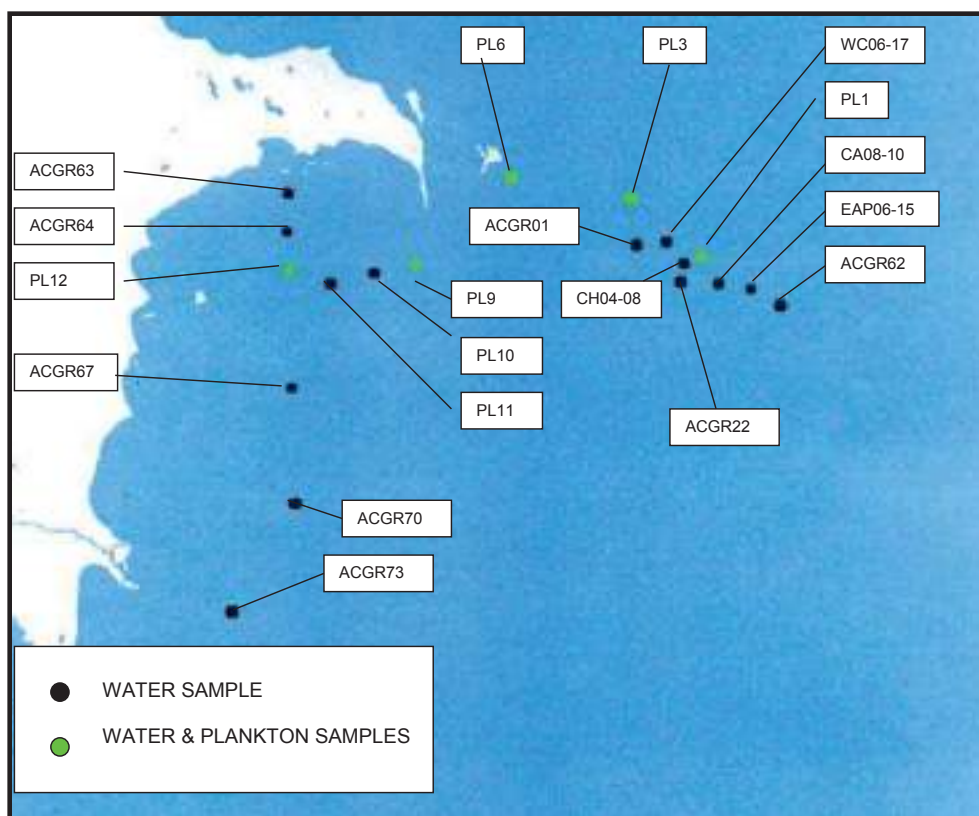 PL6
PL3
WC06-17
PL1
CA08-10
ACGR63
EAP06-15
ACGR64
ACGR01
ACGR62
PL12
CH04-08
PL9
PL10
ACGR67
PL11
ACGR22
ACGR70
ACGR73
WATER SAMPLE
WATER & PLANKTON SAMPLES